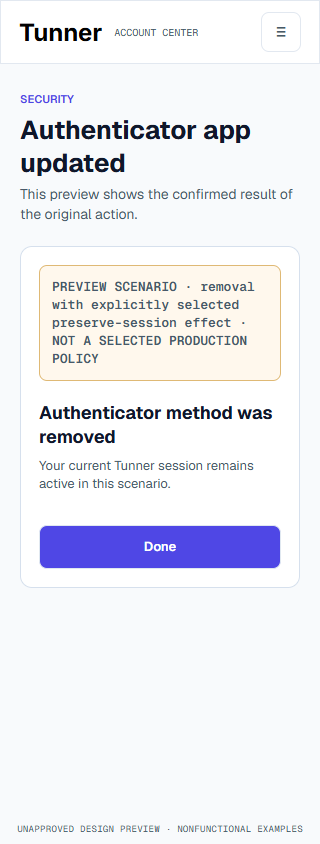 Tunner ACCOUNT CENTER
SECURITY
Authenticator app
updated
This preview shows the confirmed result of
the original action.
PREVIEW SCENARIO · removal
with explicitly selected
preserve-session effect ·
NOT A SELECTED PRODUCTION
POLICY
Authenticator method was
removed
Your current Tunner session remains
active in this scenario.
Done
UNAPPROVED DESIGN PREVIEW · NONFUNCTIONAL EXAMPLES